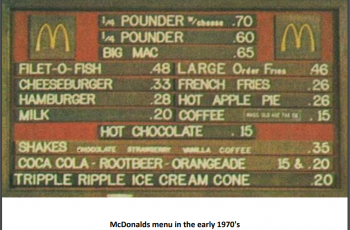 1/4 POUNDER W/cheese .70
1/4 POUNDER .60
BIG MAC .65
FILET-O-FISH .48 LARGE Order Fries .46
CHEESEBURGER .33 FRENCH FRIES .26
HAMBURGER .28 HOT APPLE PIE .26
MILK .20 COFFEE .15
HOT CHOCOLATE .15
SHAKES CHOCOLATE STRAWBERRY VANILLA COFFEE .35
COCA COLA - ROOTBEER - ORANGEADE 15 & .20
TRIPPLE RIPPLE ICE CREAM CONE .20
McDonalds menu in the early 1970's